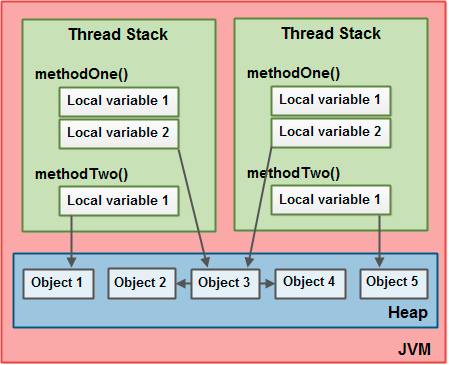 Thread Stack
methodOne()
Local variable 1
Local variable 2
methodTwo()
Local variable 1
Thread Stack
methodOne()
Local variable 1
Local variable 2
methodTwo()
Local variable 1
Object 1
Object 2
Object 3
Object 4
Object 5
Heap
JVM